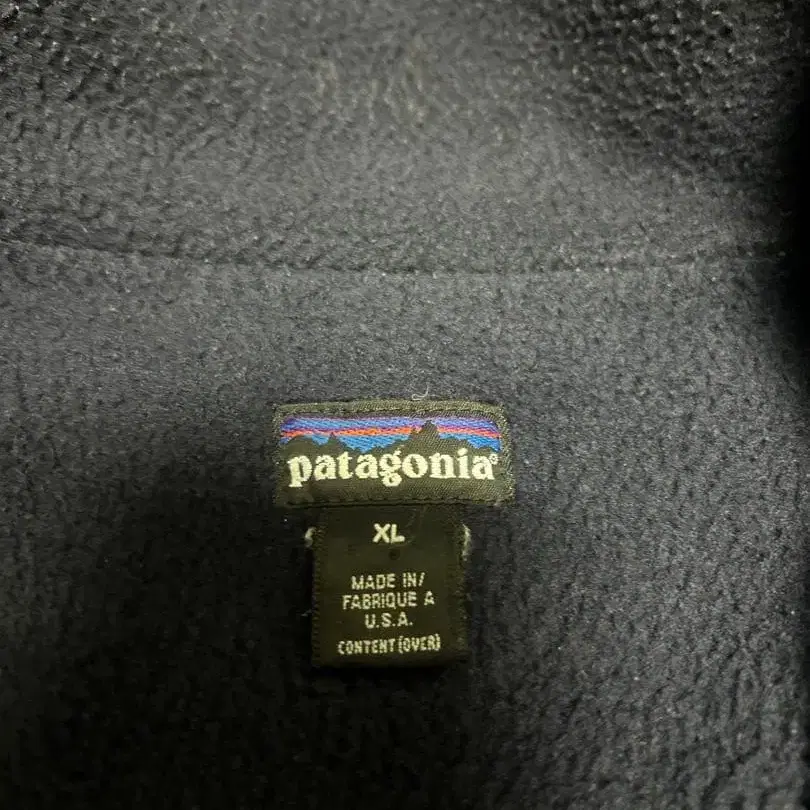 patagonia®
XL
MADE IN/
FABRIQUE A
U.S.A.
CONTENT (OVER)